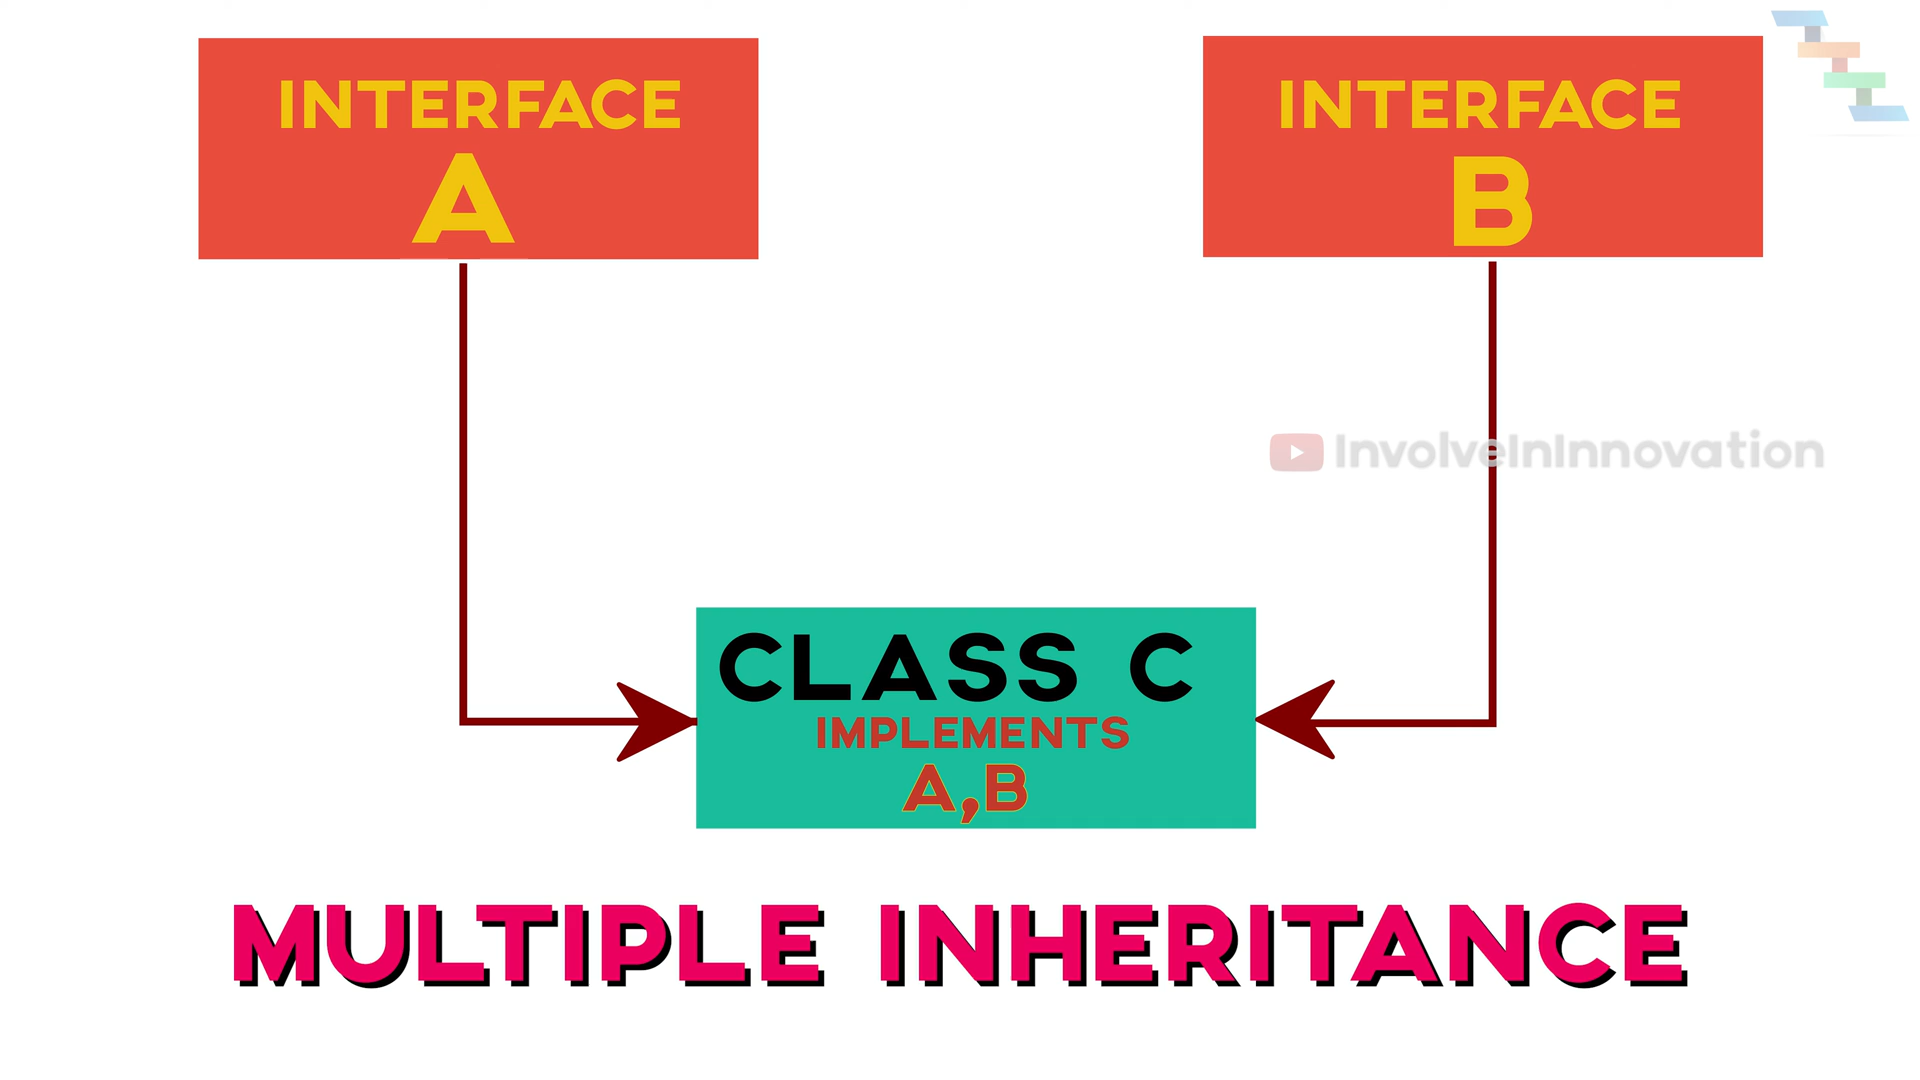 INTERFACE
A
INTERFACE
B
InvolveInInnovation
CLASS C
IMPLEMENTS
A,B
MULTIPLE INHERITANCE